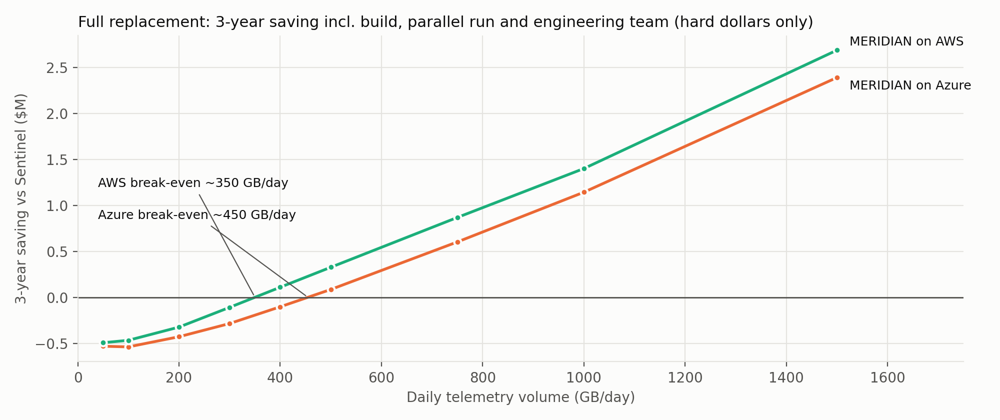 Full replacement: 3-year saving incl. build, parallel run and engineering team (hard dollars only)
MERIDIAN on AWS
MERIDIAN on Azure
AWS break-even ~350 GB/day
Azure break-even ~450 GB/day
3-year saving vs Sentinel ($M)
2.5
2.0
1.5
1.0
0.5
0.0
−0.5
0 200 400 600 800 1000 1200 1400 1600
Daily telemetry volume (GB/day)